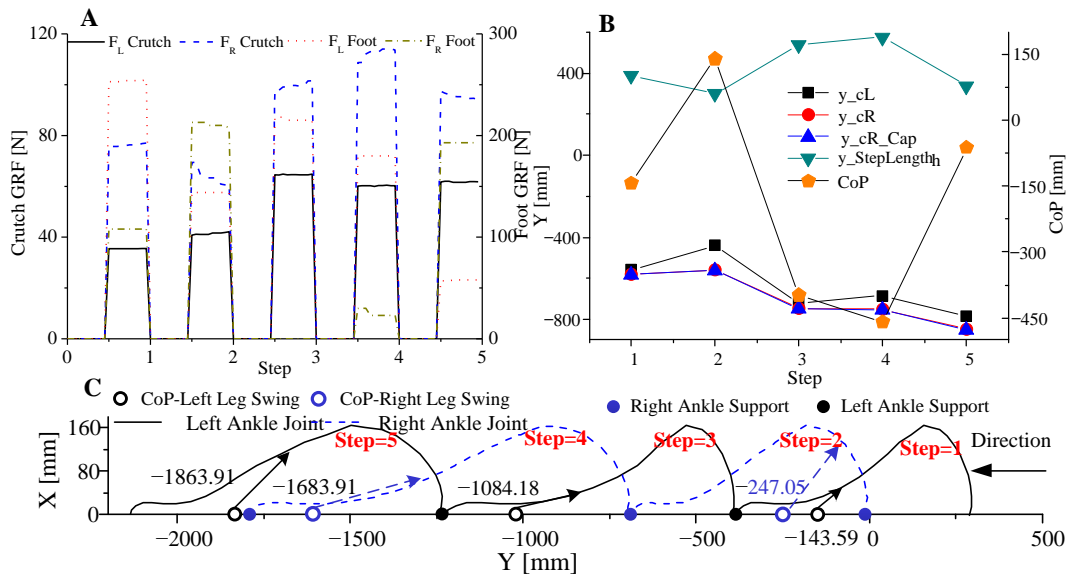 A
F_L Crutch F_R Crutch F_L Foot F_R Foot
120
80
40
0
Crutch GRF [N]
300
200
100
0
Foot GRF [N]
0 1 2 3 4 5
Step
B
400
0
−400
−800
Y [mm]
150
0
−150
−300
−450
CoP [mm]
y_cL
y_cR
y_cR_Cap
y_StepLength_h
CoP
1 2 3 4 5
Step
C
CoP-Left Leg Swing CoP-Right Leg Swing Right Ankle Support Left Ankle Support
Left Ankle Joint Right Ankle Joint
160
80
0
X [mm]
Step=5 Step=4 Step=3 Step=2 Step=1 Direction
−1863.91 −1683.91 −1084.18 −247.05
−143.59
−2000 −1500 −1000 −500 0 500
Y [mm]